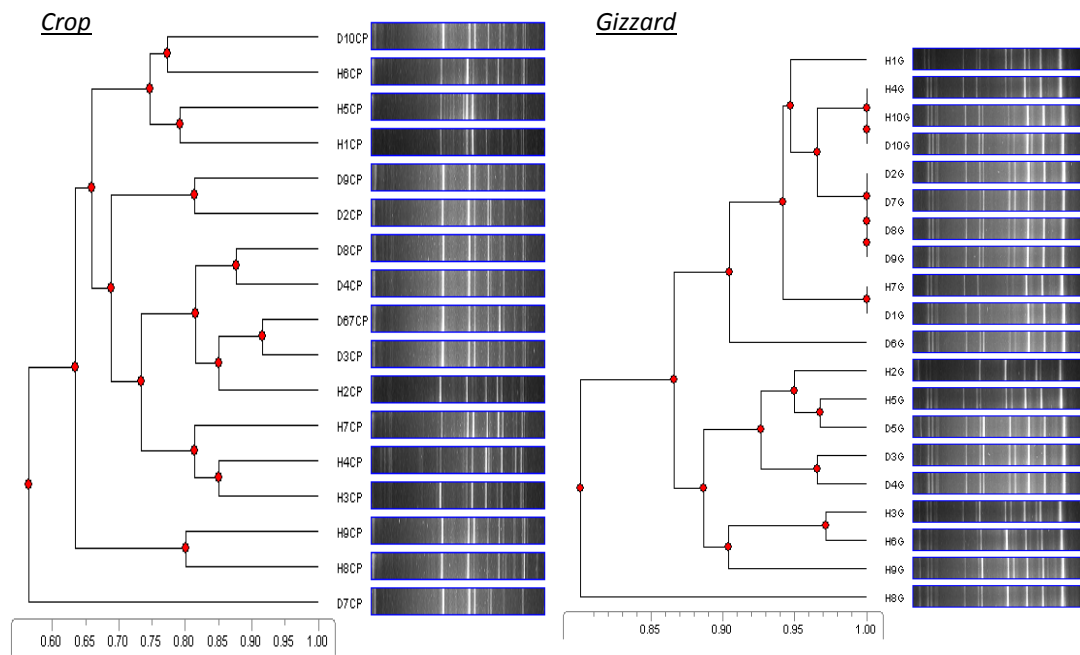 Crop
D10CP
H6CP
H5CP
H1CP
D9CP
D2CP
D8CP
D4CP
D67CP
D3CP
H2CP
H7CP
H4CP
H3CP
H9CP
H8CP
D7CP
0.60 0.65 0.70 0.75 0.80 0.85 0.90 0.95 1.00
Gizzard
H1G
H4G
H10G
D10G
D2G
D7G
D8G
D9G
H7G
D1G
D6G
H2G
H5G
D5G
D3G
D4G
H3G
H6G
H9G
H8G
0.85 0.90 0.95 1.00